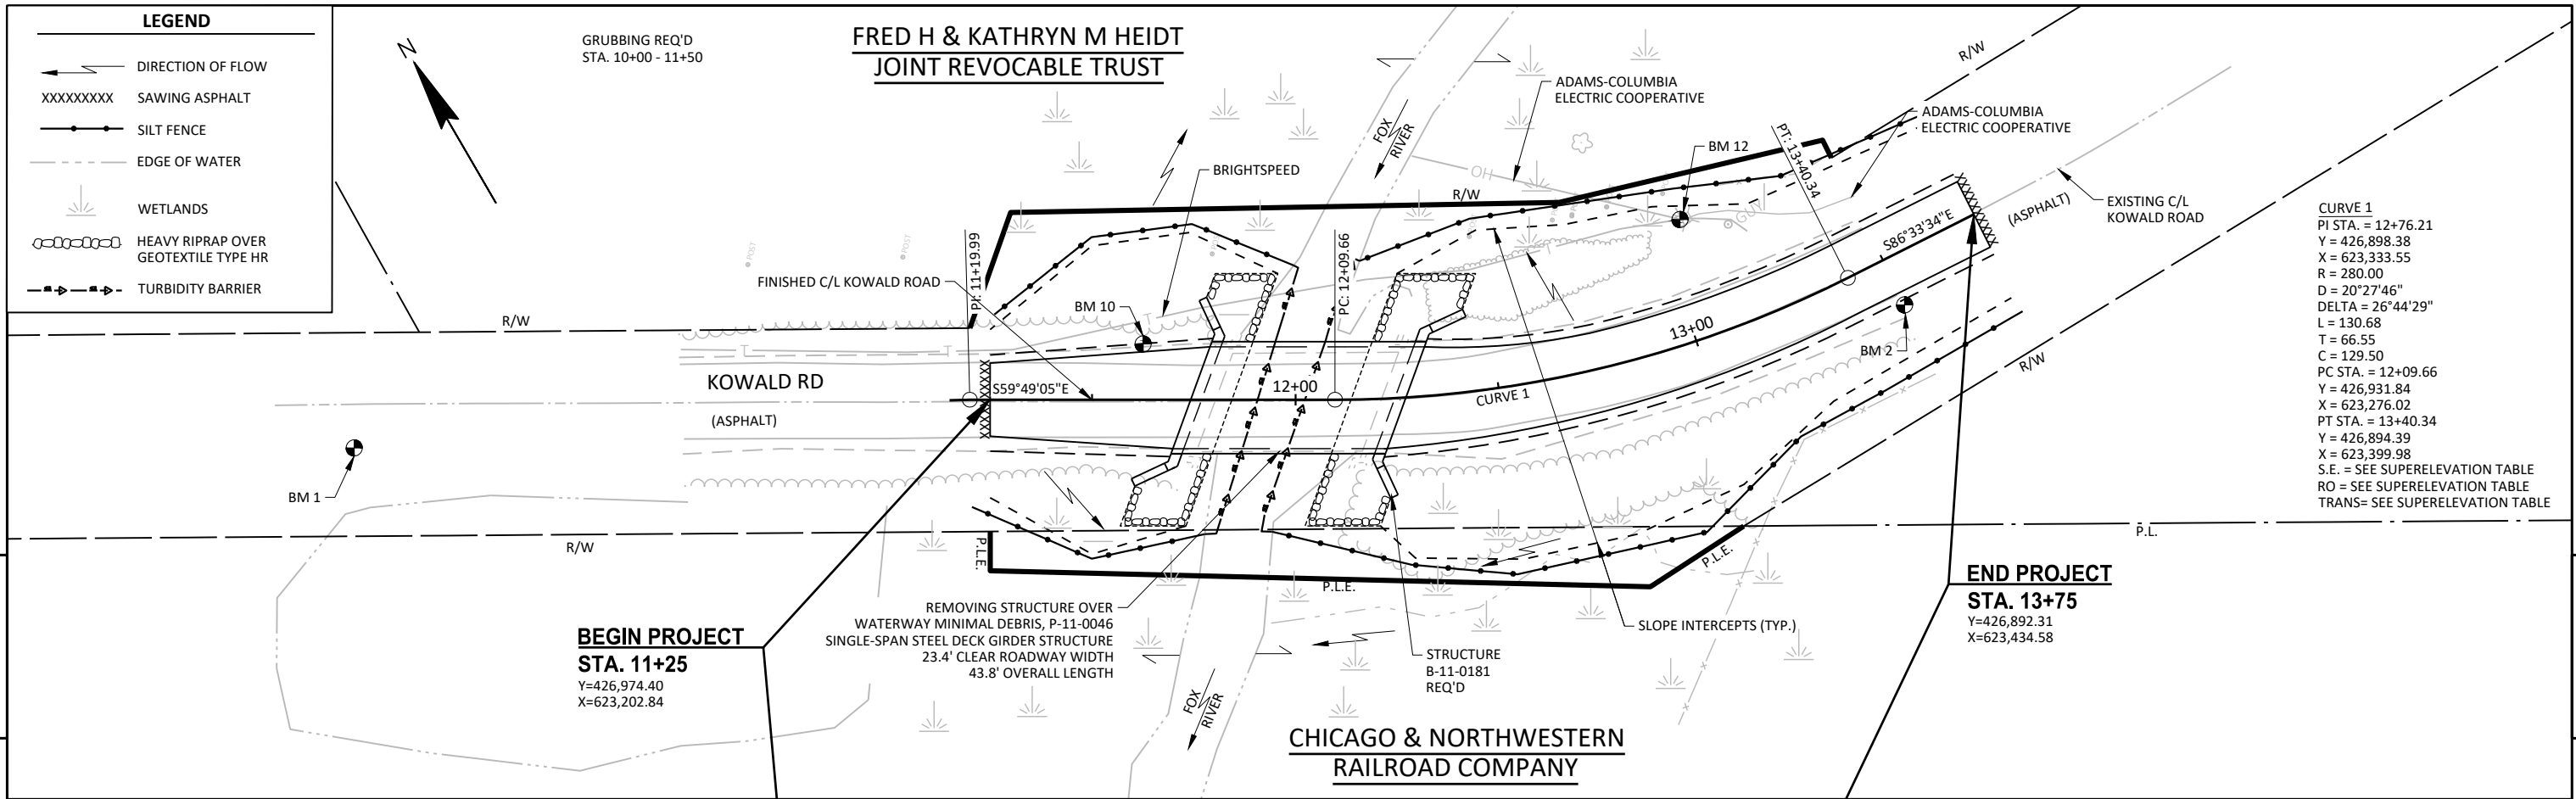 LEGEND
DIRECTION OF FLOW
XXXXXXXXX SAWING ASPHALT
SILT FENCE
EDGE OF WATER
WETLANDS
HEAVY RIPRAP OVER
GEOTEXTILE TYPE HR
TURBIDITY BARRIER
N
GRUBBING REQ'D
STA. 10+00 - 11+50
FRED H & KATHRYN M HEIDT
JOINT REVOCABLE TRUST
ADAMS-COLUMBIA
ELECTRIC COOPERATIVE
ADAMS-COLUMBIA
ELECTRIC COOPERATIVE
R/W
FOX
RIVER
BRIGHTSPEED
BM 12
PT: 13+40.34
OH
GUY
R/W
POST
POST
POST
PI: 11+19.99
PC: 12+09.66
FINISHED C/L KOWALD ROAD
BM 10
R/W
S86°33'34"E
(ASPHALT)
EXISTING C/L
KOWALD ROAD
CURVE 1
PI STA. = 12+76.21
Y = 426,898.38
X = 623,333.55
R = 280.00
D = 20°27'46"
DELTA = 26°44'29"
L = 130.68
T = 66.55
C = 129.50
PC STA. = 12+09.66
Y = 426,931.84
X = 623,276.02
PT STA. = 13+40.34
Y = 426,894.39
X = 623,399.98
S.E. = SEE SUPERELEVATION TABLE
RO = SEE SUPERELEVATION TABLE
TRANS= SEE SUPERELEVATION TABLE
13+00
BM 2
R/W
KOWALD RD
(ASPHALT)
S59°49'05"E
12+00
CURVE 1
BM 1
R/W
P.L.E.
P.L.E.
P.L.E.
P.L.
REMOVING STRUCTURE OVER
WATERWAY MINIMAL DEBRIS, P-11-0046
SINGLE-SPAN STEEL DECK GIRDER STRUCTURE
23.4' CLEAR ROADWAY WIDTH
43.8' OVERALL LENGTH
SLOPE INTERCEPTS (TYP.)
STRUCTURE
B-11-0181
REQ'D
BEGIN PROJECT
STA. 11+25
Y=426,974.40
X=623,202.84
END PROJECT
STA. 13+75
Y=426,892.31
X=623,434.58
FOX
RIVER
CHICAGO & NORTHWESTERN
RAILROAD COMPANY